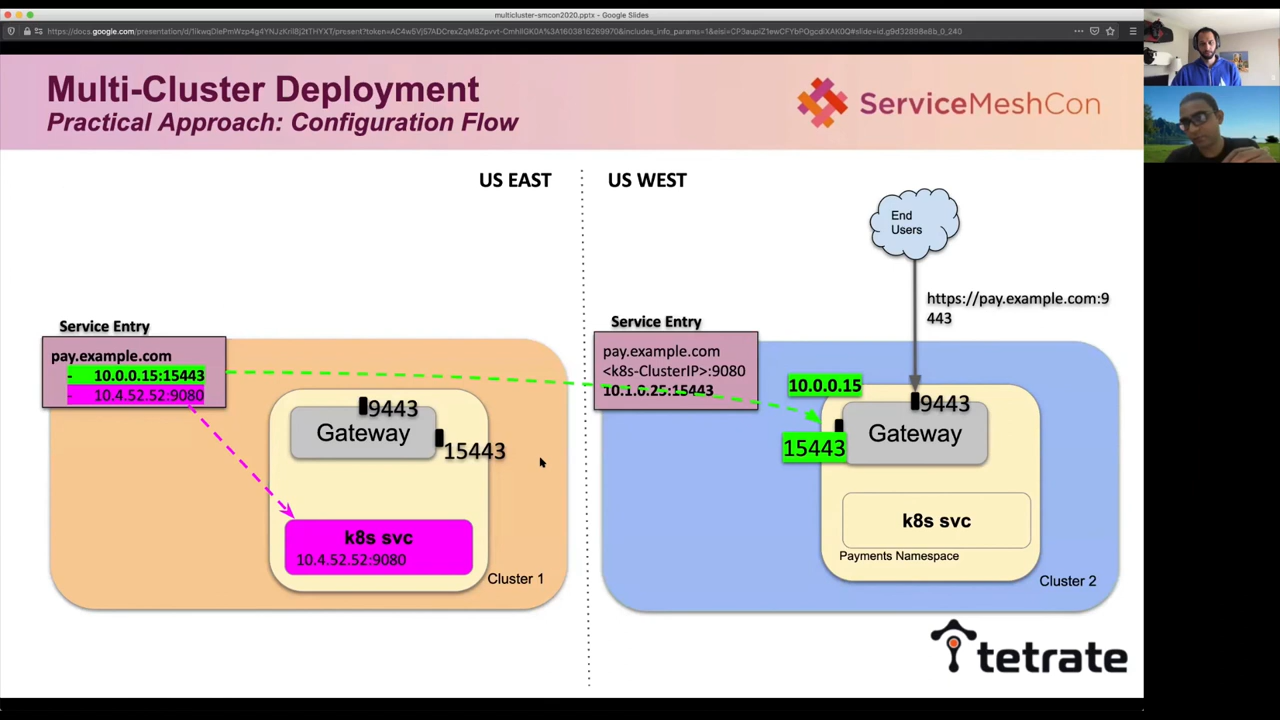 multicluster-smcon2020.pptx - Google Slides
Multi-Cluster Deployment
Practical Approach: Configuration Flow
ServiceMeshCon
US EAST
US WEST
End
Users
https://pay.example.com:9
443
Service Entry
pay.example.com
- 10.0.0.15:15443
- 10.4.52.52:9080
Service Entry
pay.example.com
<k8s-ClusterIP>:9080
10.1.0.25:15443
9443
Gateway
15443
k8s svc
10.4.52.52:9080
Cluster 1
10.0.0.15
9443
Gateway
15443
k8s svc
Payments Namespace
Cluster 2
tetrate